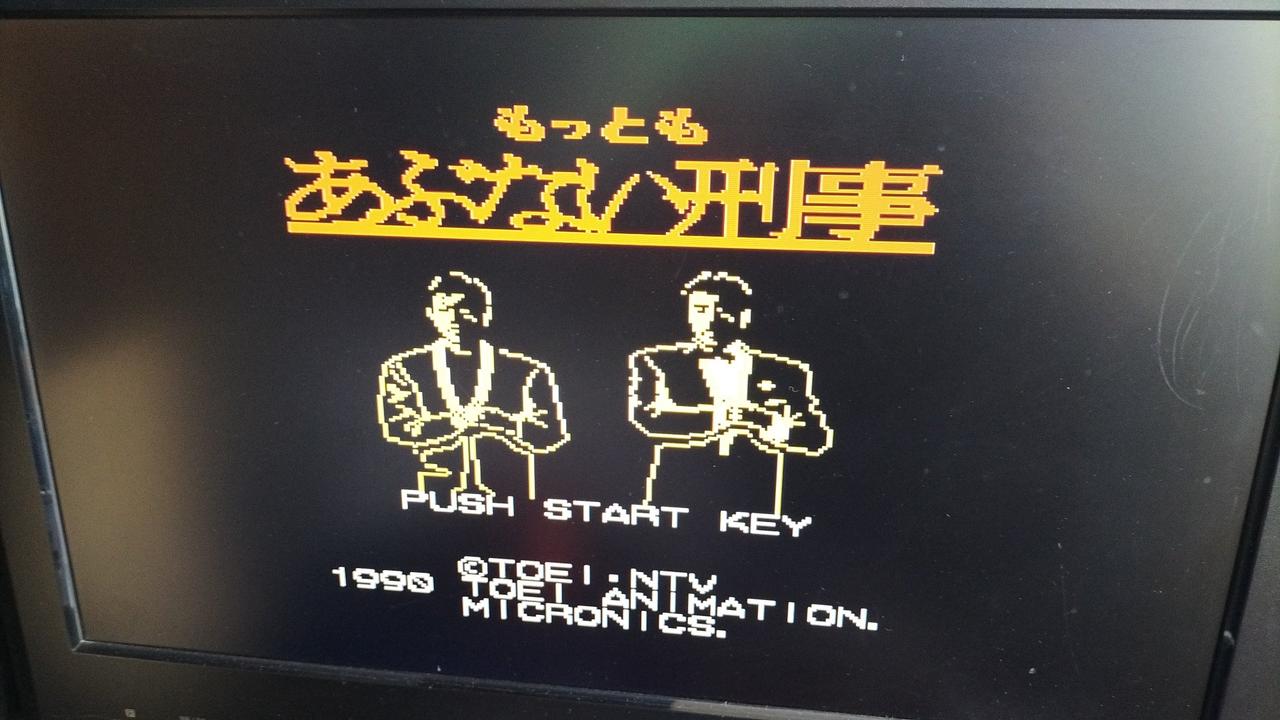 もっとも
あぶない刑事
PUSH START KEY
©TOEI・NTV
1990 TOEI ANIMATION.
MICRONICS.